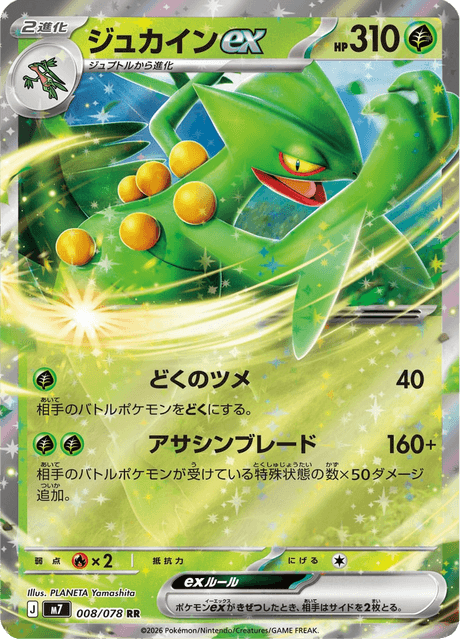 2進化
ジュカインex
HP 310
ジュプトルから進化
どくのツメ 40
相手のバトルポケモンをどくにする。
アサシンブレード 160+
相手のバトルポケモンが受けている特殊状態の数×50ダメージ
追加。
弱点 ×2 抵抗力 にげる
Illus. PLANETA Yamashita
exルール
J M7 008/078 RR
ポケモンexがきぜつしたとき、相手はサイドを2枚とる。
©2026 Pokémon/Nintendo/Creatures/GAME FREAK.